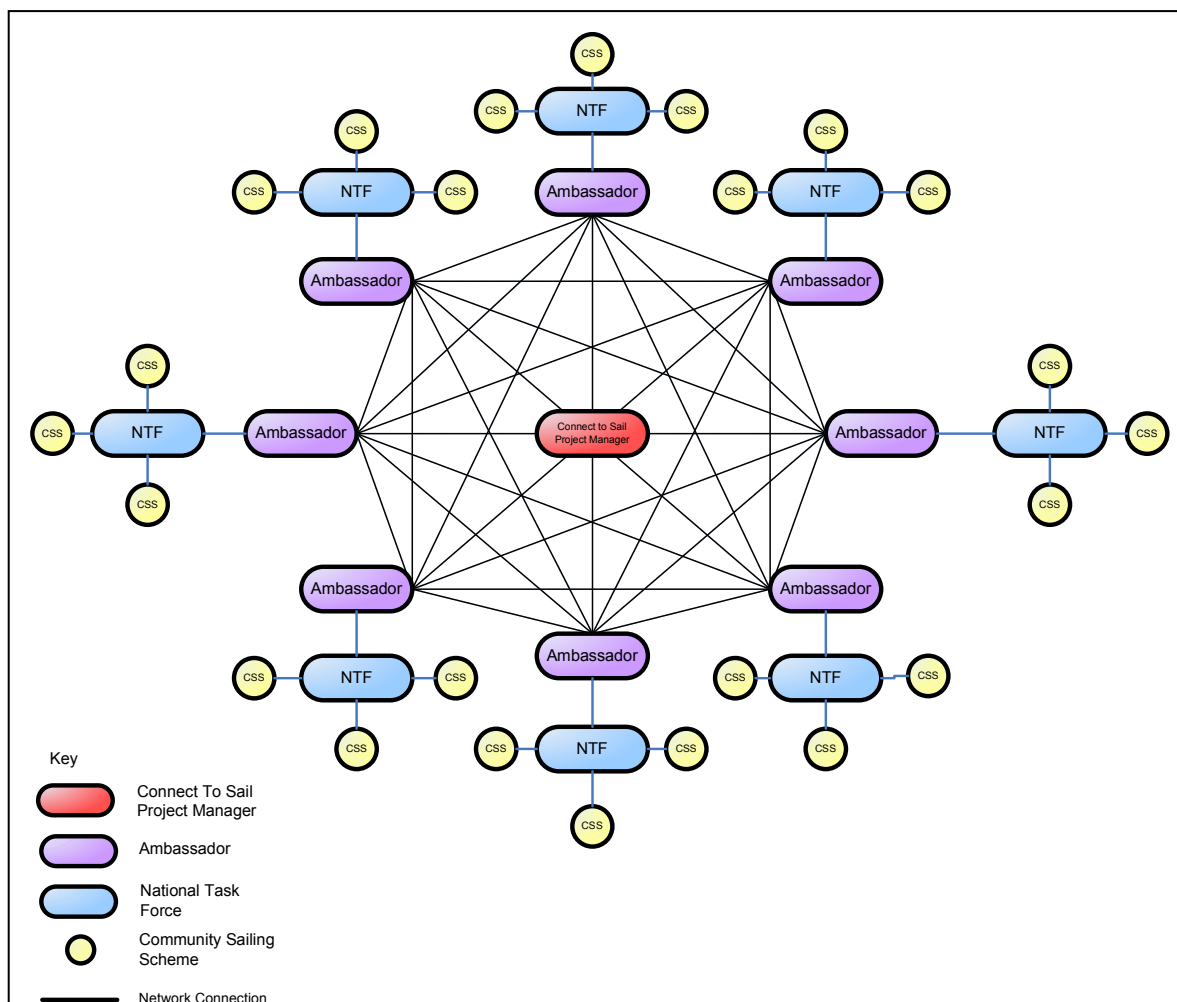 CSS
CSS
NTF
CSS
CSS
CSS
CSS
NTF
CSS
Ambassador
CSS
NTF
CSS
Ambassador
Ambassador
CSS
CSS
CSS
NTF
Ambassador
Connect to Sail
Project Manager
Ambassador
NTF
CSS
CSS
CSS
Ambassador
Ambassador
Ambassador
CSS
NTF
CSS
CSS
NTF
CSS
CSS
CSS
NTF
CSS
CSS
CSS
Key
Connect To Sail
Project Manager
Ambassador
National Task
Force
Community Sailing
Scheme
Network Connection